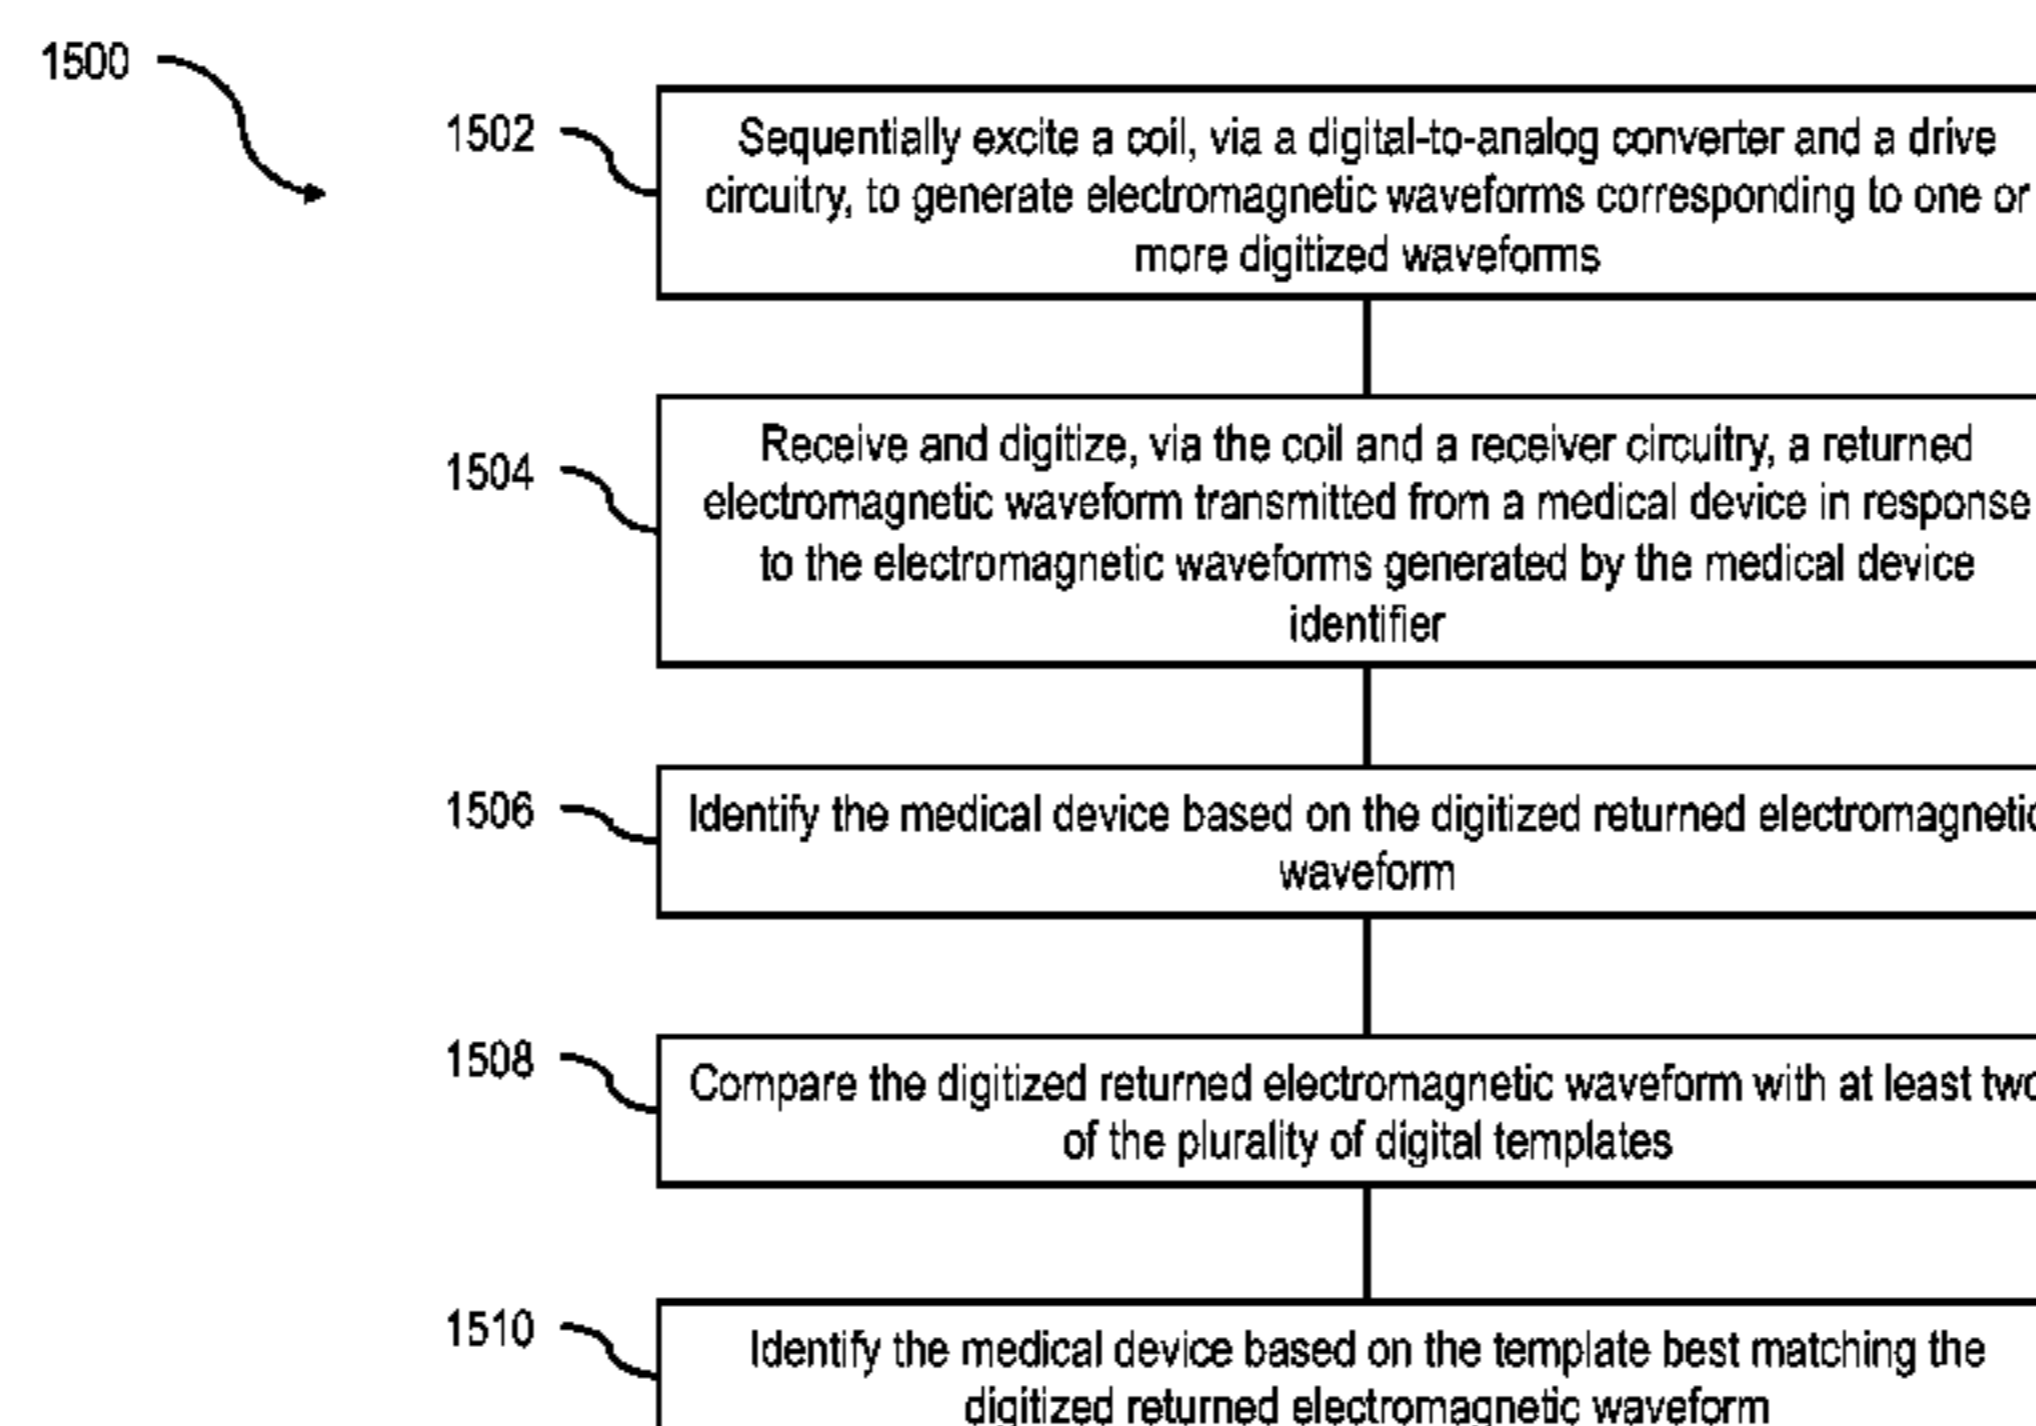 1500
1502
Sequentially excite a coil, via a digital-to-analog converter and a drive
circuitry, to generate electromagnetic waveforms corresponding to one or
more digitized waveforms
1504
Receive and digitize, via the coil and a receiver circuitry, a returned
electromagnetic waveform transmitted from a medical device in response
to the electromagnetic waveforms generated by the medical device
identifier
1506
Identify the medical device based on the digitized returned electromagnetic
waveform
1508
Compare the digitized returned electromagnetic waveform with at least two
of the plurality of digital templates
1510
Identify the medical device based on the template best matching the
digitized returned electromagnetic waveform